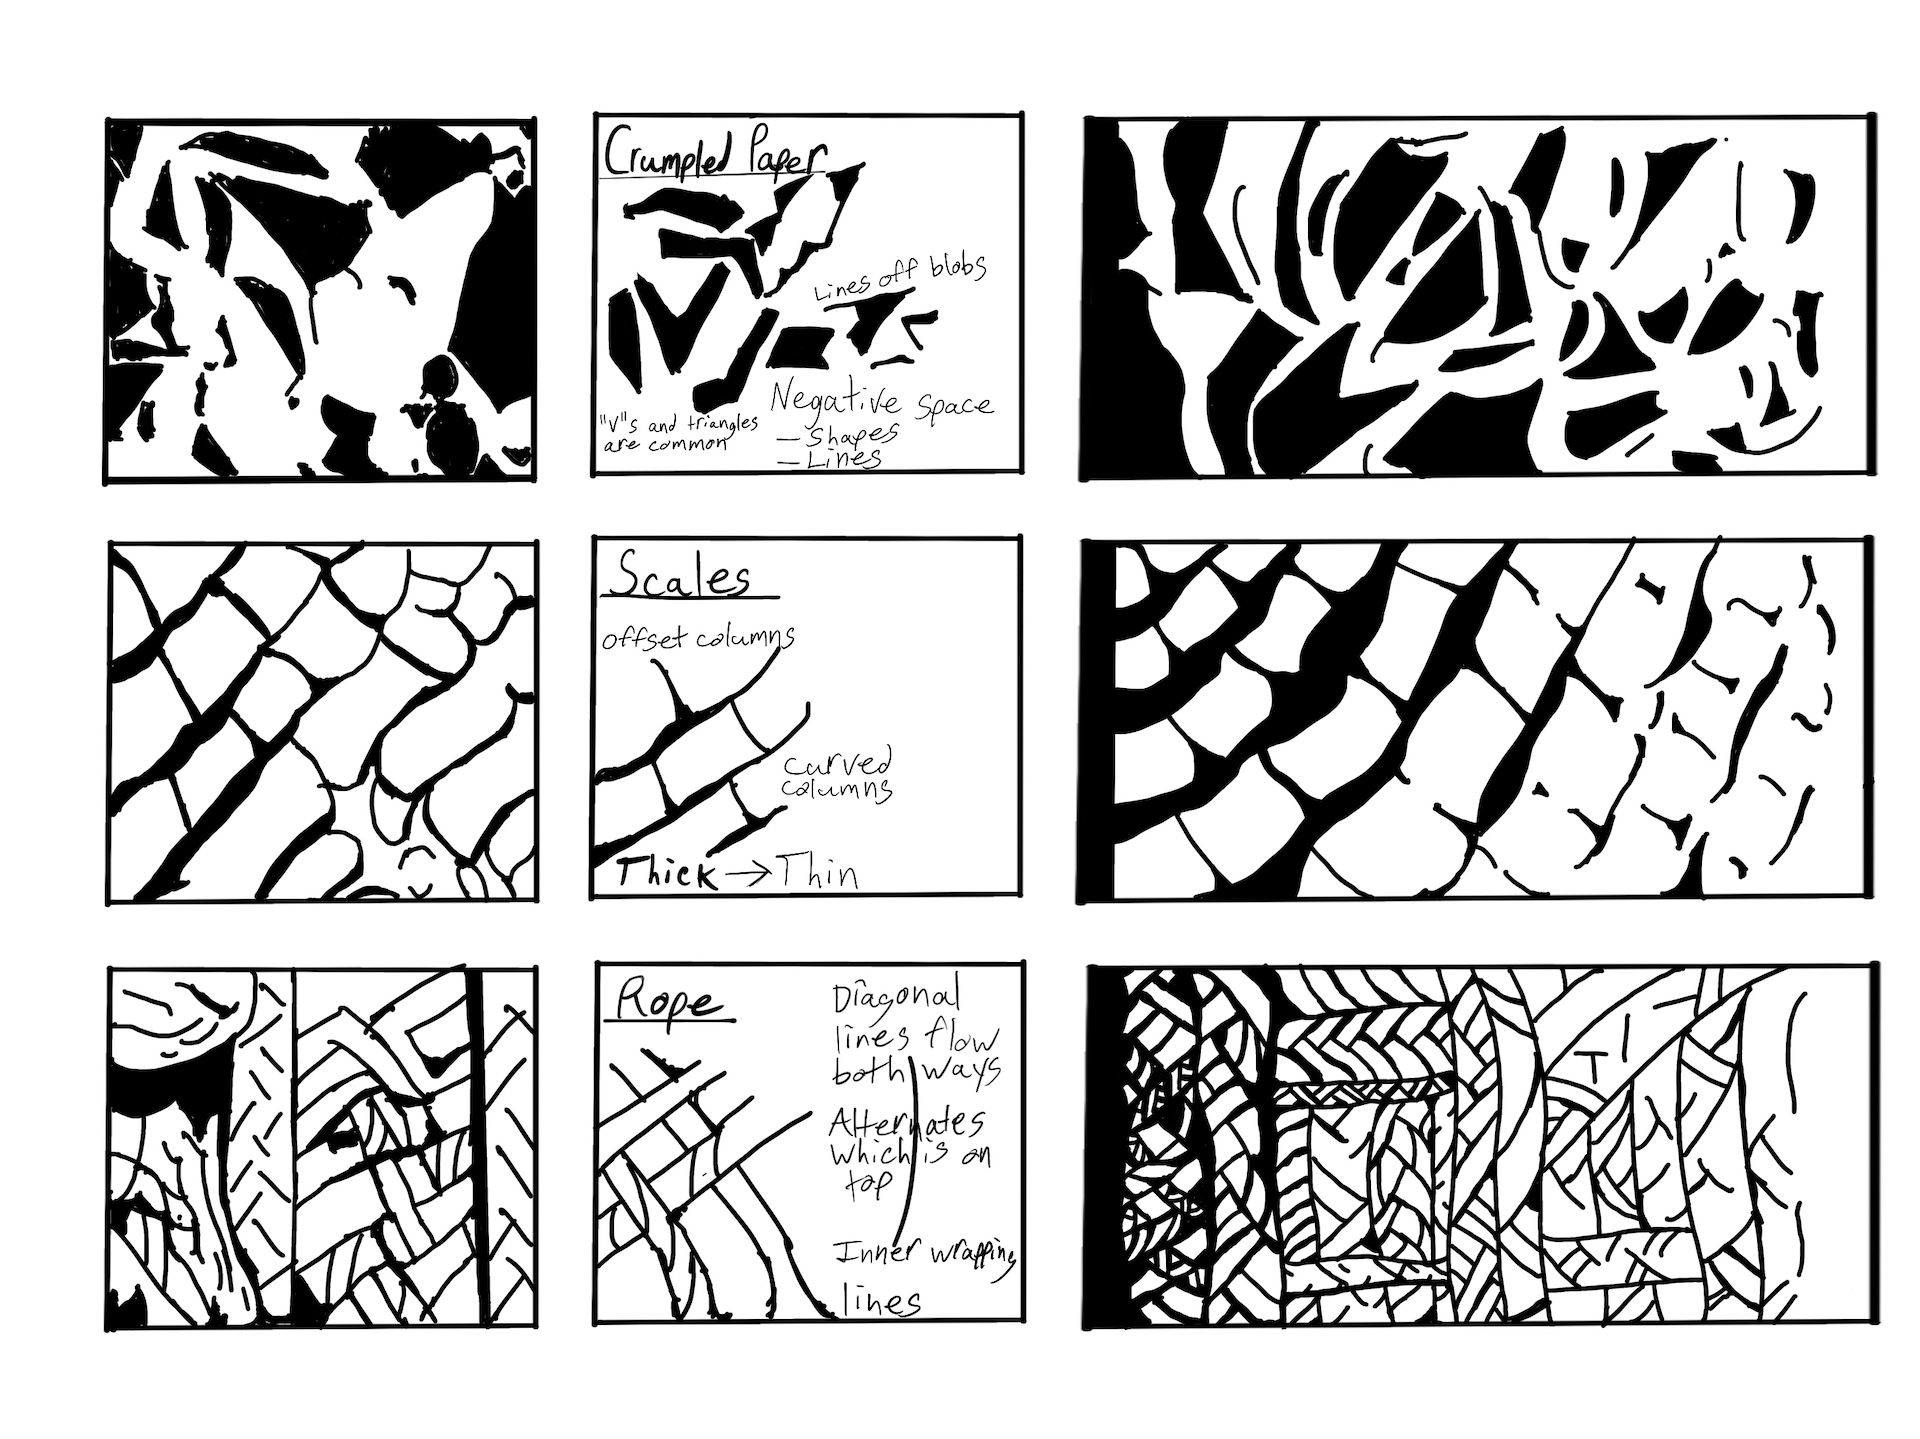 Crumpled Paper
Lines off blobs
Negative Space
– Shapes
– Lines
"V"s and triangles
are common
Scales
offset columns
curved
columns
Thick → Thin
Rope
Diagonal
lines flow
both ways
Alternates
which is on
top
Inner wrapping
lines